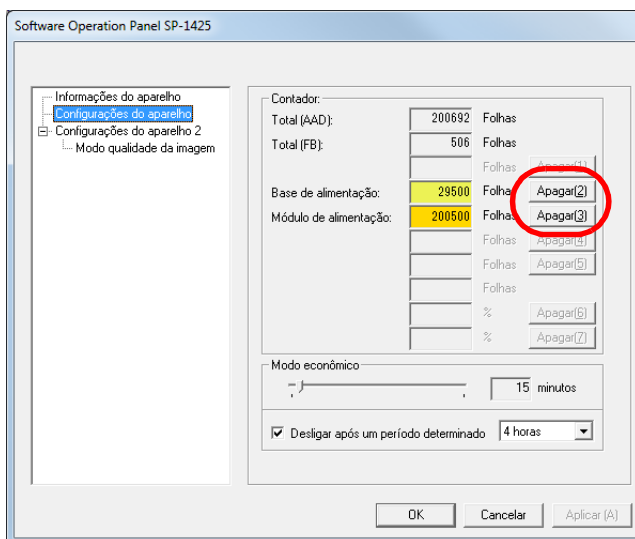 Software Operation Panel SP-1425
Informações do aparelho
Configurações do aparelho
Configurações do aparelho 2
Modo qualidade da imagem
Contador:
Total (AAD): 200692 Folhas
Total (FB): 506 Folhas
Folhas Apagar(1)
Base de alimentação: 29500 Folhas Apagar(2)
Módulo de alimentação: 200500 Folhas Apagar(3)
Folhas Apagar(4)
Folhas Apagar(5)
Folhas
% Apagar(6)
% Apagar(7)
Modo econômico
15 minutos
Desligar após um período determinado 4 horas
OK Cancelar Aplicar (A)